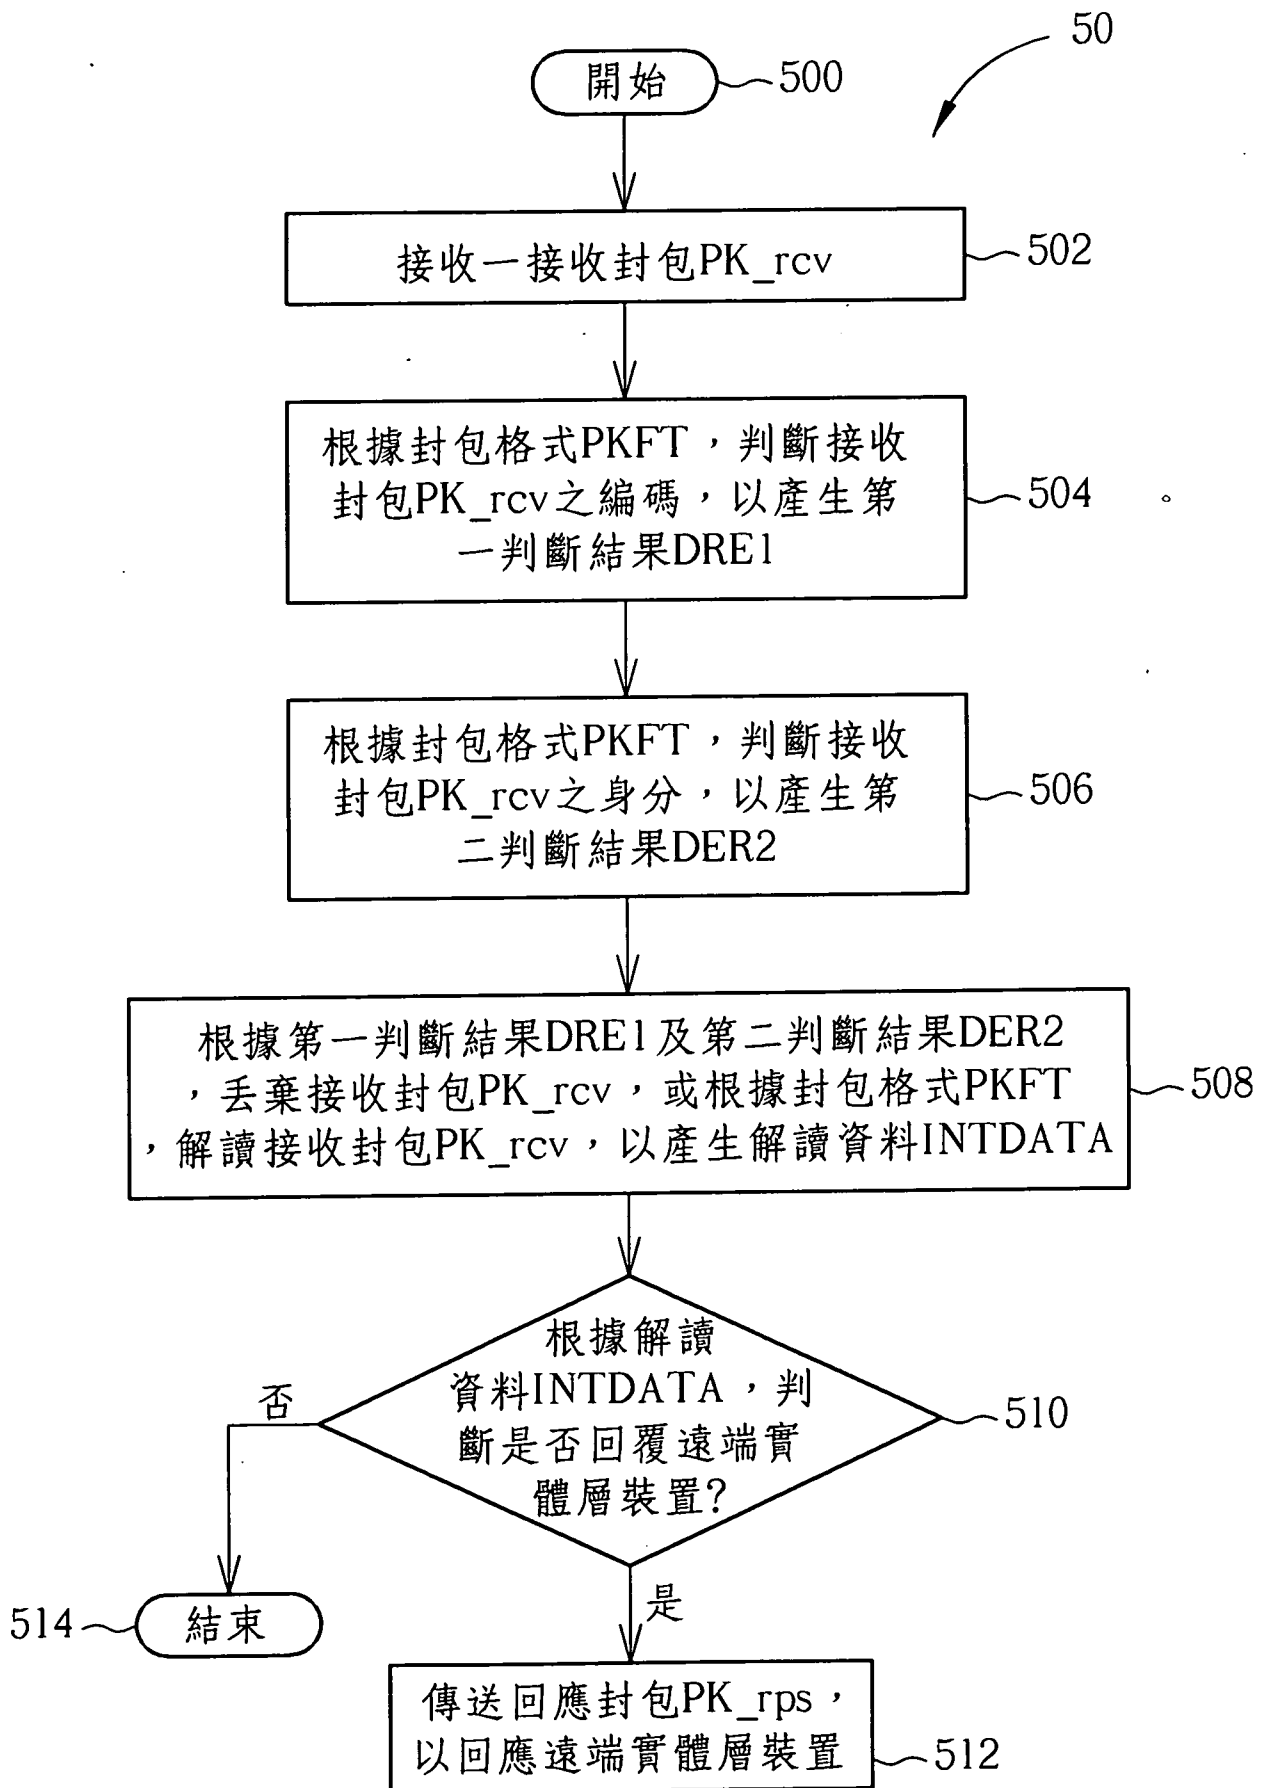 50
開始
500
接收一接收封包PK_rcv
502
根據封包格式PKFT，判斷接收
封包PK_rcv之編碼，以產生第
一判斷結果DRE1
504
根據封包格式PKFT，判斷接收
封包PK_rcv之身分，以產生第
二判斷結果DER2
506
根據第一判斷結果DRE1及第二判斷結果DER2
，丟棄接收封包PK_rcv，或根據封包格式PKFT
，解讀接收封包PK_rcv，以產生解讀資料INTDATA
508
根據解讀
資料INTDATA，判
斷是否回覆遠端實
體層裝置?
510
否
是
514
結束
傳送回應封包PK_rps，
以回應遠端實體層裝置
512